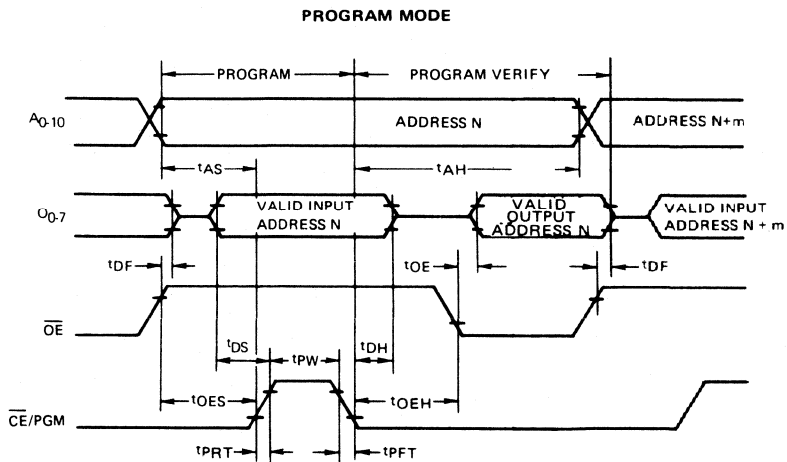 PROGRAM MODE
PROGRAM
PROGRAM VERIFY
A0-10
ADDRESS N
ADDRESS N+m
tAS
tAH
O0-7
VALID INPUT
ADDRESS N
VALID
OUTPUT
ADDRESS N
VALID INPUT
ADDRESS N + m
tDF
tOE
tDF
OE
tDS
tPW
tDH
tOES
tOEH
CE/PGM
tPRT
tPFT